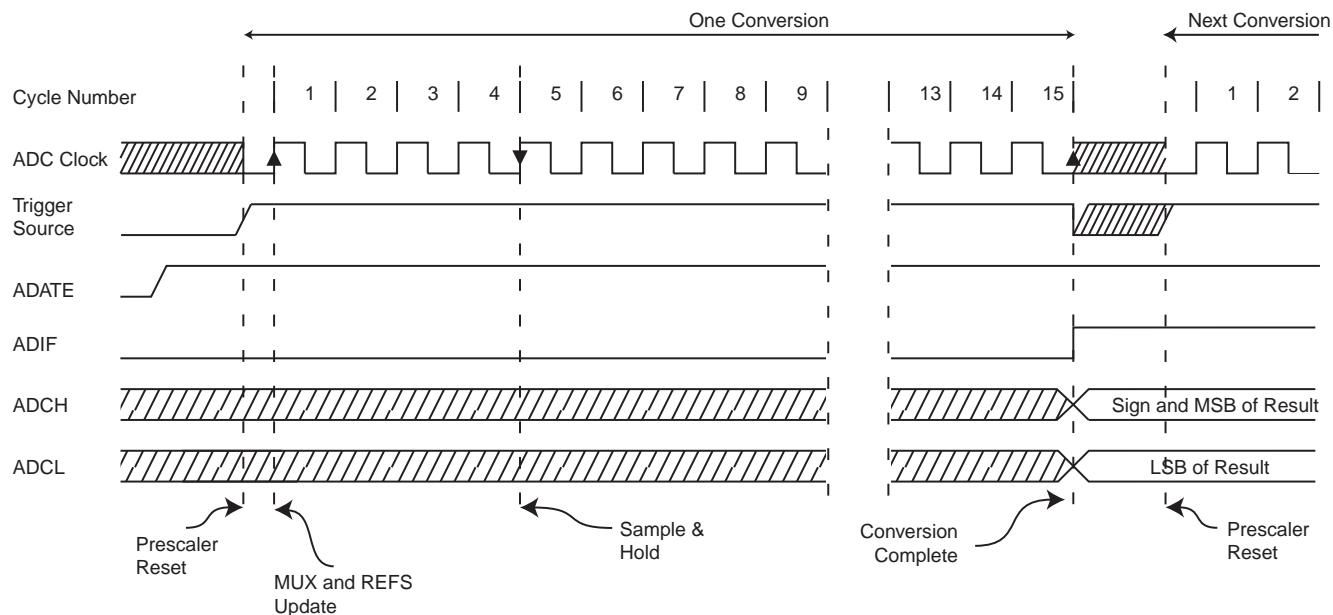 One Conversion
Next Conversion
Cycle Number
1 2 3 4 5 6 7 8 9 13 14 15 1 2
ADC Clock
Trigger
Source
ADATE
ADIF
ADCH
Sign and MSB of Result
ADCL
LSB of Result
Prescaler
Reset
MUX and REFS
Update
Sample &
Hold
Conversion
Complete
Prescaler
Reset